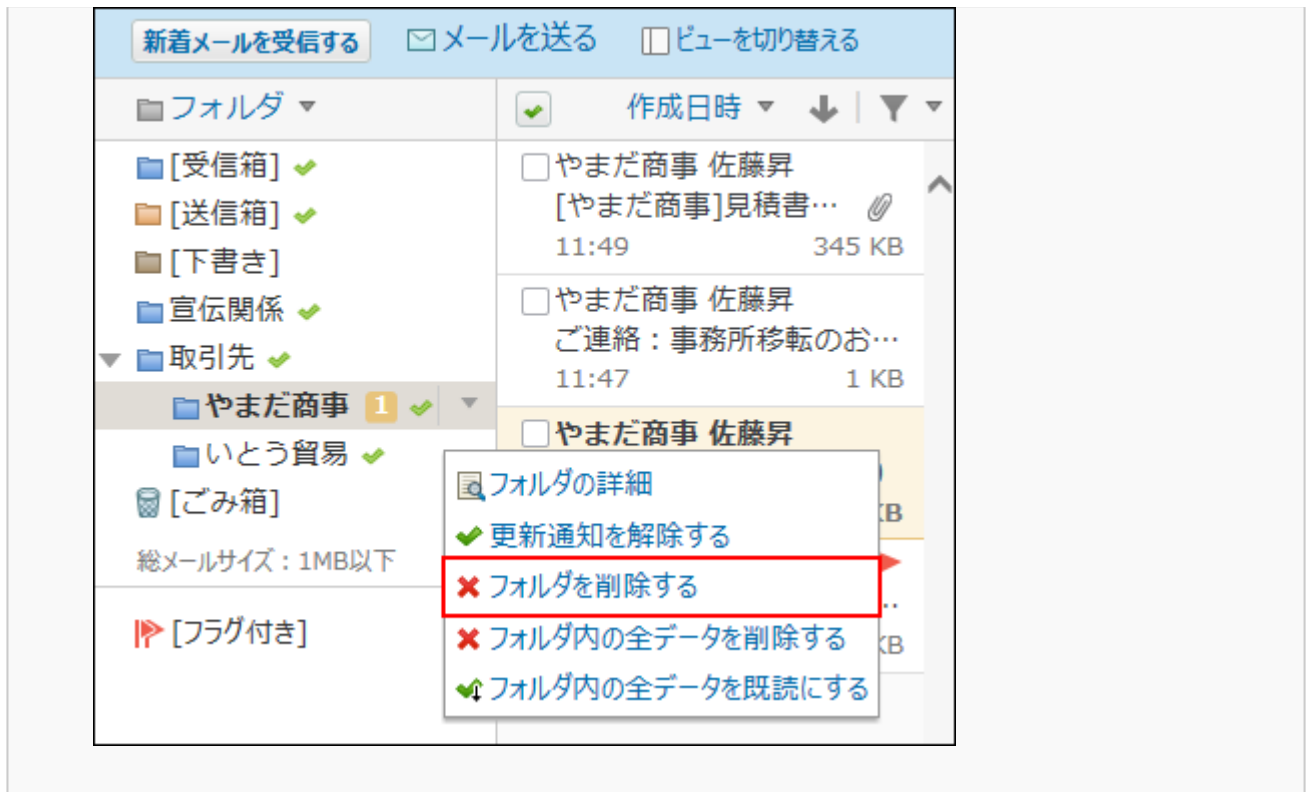 新着メールを受信する メールを送る ビューを切り替える
フォルダ
[受信箱]
[送信箱]
[下書き]
宣伝関係
取引先
やまだ商事 1
いとう貿易
[ごみ箱]
総メールサイズ：1MB以下
[フラグ付き]
作成日時
やまだ商事 佐藤昇
[やまだ商事]見積書…
11:49 345 KB
やまだ商事 佐藤昇
ご連絡：事務所移転のお…
11:47 1 KB
やまだ商事 佐藤昇
KB
KB
フォルダの詳細
更新通知を解除する
フォルダを削除する
フォルダ内の全データを削除する
フォルダ内の全データを既読にする